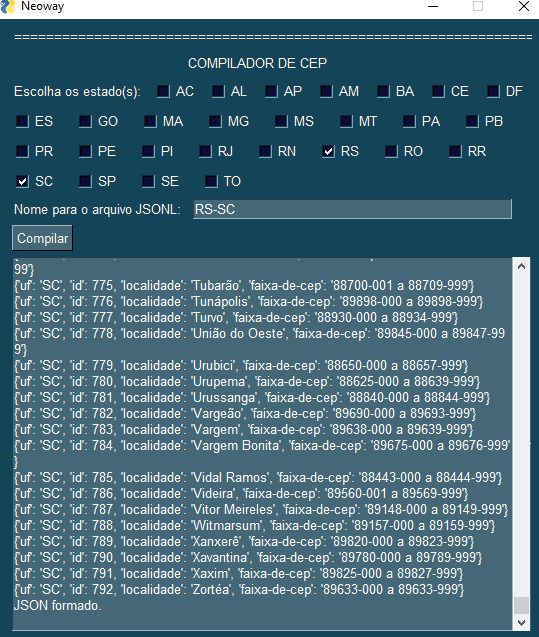 Neoway
==================================================================
COMPILADOR DE CEP
Escolha os estado(s): AC AL AP AM BA CE DF
ES GO MA MG MS MT PA PB
PR PE PI RJ RN RS RO RR
SC SP SE TO
Nome para o arquivo JSONL: RS-SC
Compilar
99'}
{'uf': 'SC', 'id': 775, 'localidade': 'Tubarão', 'faixa-de-cep': '88700-001 a 88709-999'}
{'uf': 'SC', 'id': 776, 'localidade': 'Tunápolis', 'faixa-de-cep': '89898-000 a 89898-999'}
{'uf': 'SC', 'id': 777, 'localidade': 'Turvo', 'faixa-de-cep': '88930-000 a 88934-999'}
{'uf': 'SC', 'id': 778, 'localidade': 'União do Oeste', 'faixa-de-cep': '89845-000 a 89847-99
9'}
{'uf': 'SC', 'id': 779, 'localidade': 'Urubici', 'faixa-de-cep': '88650-000 a 88657-999'}
{'uf': 'SC', 'id': 780, 'localidade': 'Urupema', 'faixa-de-cep': '88625-000 a 88639-999'}
{'uf': 'SC', 'id': 781, 'localidade': 'Urussanga', 'faixa-de-cep': '88840-000 a 88844-999'}
{'uf': 'SC', 'id': 782, 'localidade': 'Vargeão', 'faixa-de-cep': '89690-000 a 89693-999'}
{'uf': 'SC', 'id': 783, 'localidade': 'Vargem', 'faixa-de-cep': '89638-000 a 89639-999'}
{'uf': 'SC', 'id': 784, 'localidade': 'Vargem Bonita', 'faixa-de-cep': '89675-000 a 89676-999'
}
{'uf': 'SC', 'id': 785, 'localidade': 'Vidal Ramos', 'faixa-de-cep': '88443-000 a 88444-999'}
{'uf': 'SC', 'id': 786, 'localidade': 'Videira', 'faixa-de-cep': '89560-001 a 89569-999'}
{'uf': 'SC', 'id': 787, 'localidade': 'Vitor Meireles', 'faixa-de-cep': '89148-000 a 89149-999'}
{'uf': 'SC', 'id': 788, 'localidade': 'Witmarsum', 'faixa-de-cep': '89157-000 a 89159-999'}
{'uf': 'SC', 'id': 789, 'localidade': 'Xanxerê', 'faixa-de-cep': '89820-000 a 89823-999'}
{'uf': 'SC', 'id': 790, 'localidade': 'Xavantina', 'faixa-de-cep': '89780-000 a 89789-999'}
{'uf': 'SC', 'id': 791, 'localidade': 'Xaxim', 'faixa-de-cep': '89825-000 a 89827-999'}
{'uf': 'SC', 'id': 792, 'localidade': 'Zortéa', 'faixa-de-cep': '89633-000 a 89633-999'}
JSON formado.